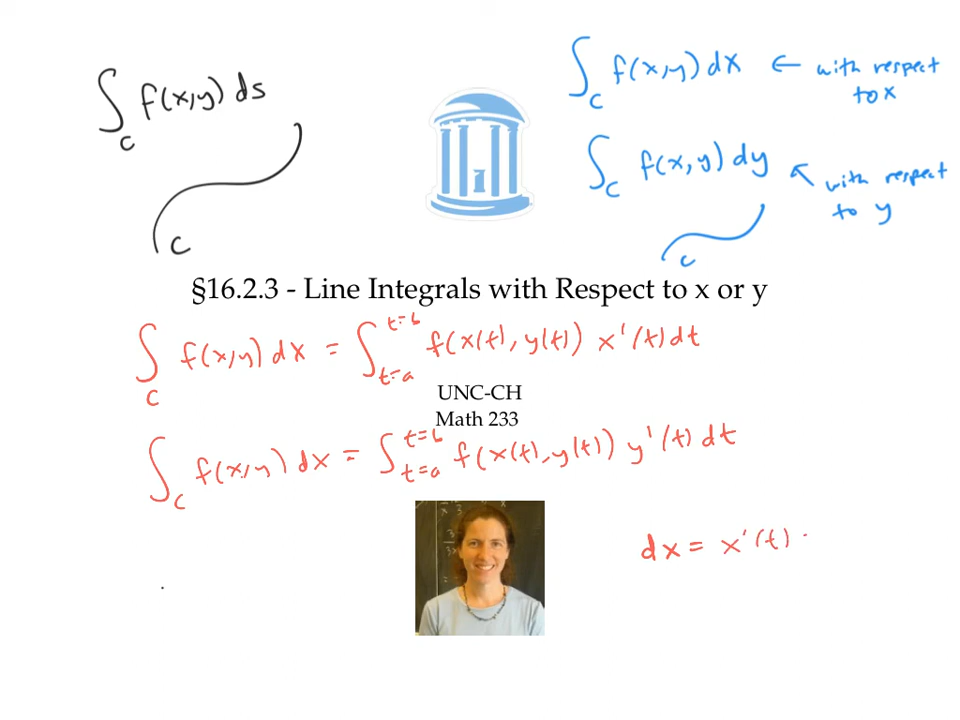 ∫_C f(x,y) ds
C
∫_C f(x,y) dx ← with respect
to x
∫_C f(x,y) dy ↖ with respect
to y
C
§16.2.3 - Line Integrals with Respect to x or y
∫_C f(x,y) dx = ∫_{t=a}^{t=b} f(x(t), y(t)) x'(t) dt
UNC-CH
Math 233
∫_C f(x,y) dx = ∫_{t=a}^{t=b} f(x(t), y(t)) y'(t) dt
dx = x'(t)